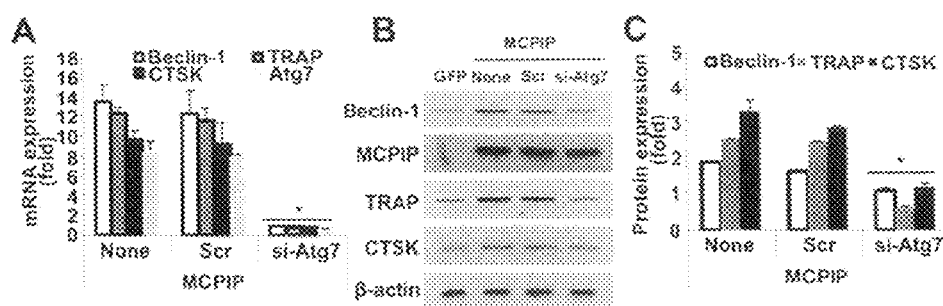 A
mRNA expression
(fold)
18
16
14
12
10
8
6
4
2
0
Beclin-1
TRAP
CTSK
Atg7
*
None
Scr
si-Atg7
MCPIP
B
MCPIP
GFP None Scr si-Atg7
Beclin-1
MCPIP
TRAP
CTSK
β-actin
C
Protein expression
(fold)
5
4
3
2
1
0
Beclin-1 TRAP CTSK
*
None
Scr
si-Atg7
MCPIP